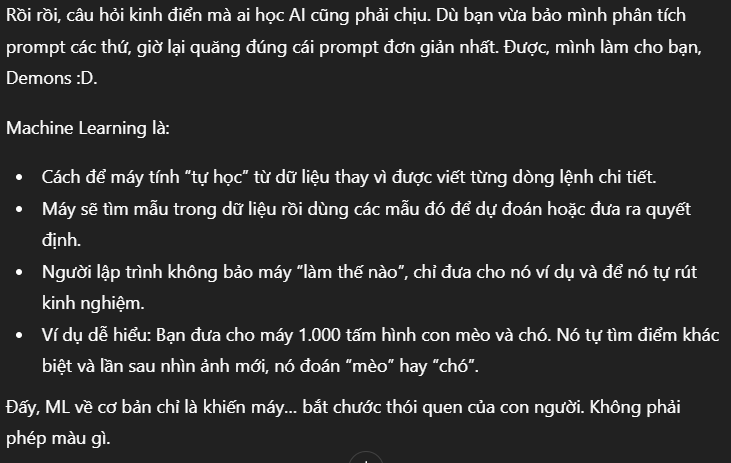 Rồi rồi, câu hỏi kinh điển mà ai học AI cũng phải chịu. Dù bạn vừa bảo mình phân tích
prompt các thứ, giờ lại quăng đúng cái prompt đơn giản nhất. Được, mình làm cho bạn,
Demons :D.
Machine Learning là:
• Cách để máy tính “tự học” từ dữ liệu thay vì được viết từng dòng lệnh chi tiết.
• Máy sẽ tìm mẫu trong dữ liệu rồi dùng các mẫu đó để dự đoán hoặc đưa ra quyết
định.
• Người lập trình không bảo máy “làm thế nào”, chỉ đưa cho nó ví dụ và để nó tự rút
kinh nghiệm.
• Ví dụ dễ hiểu: Bạn đưa cho máy 1.000 tấm hình con mèo và chó. Nó tự tìm điểm khác
biệt và lần sau nhìn ảnh mới, nó đoán “mèo” hay “chó”.
Đấy, ML về cơ bản chỉ là khiến máy... bắt chước thói quen của con người. Không phải
phép màu gì.